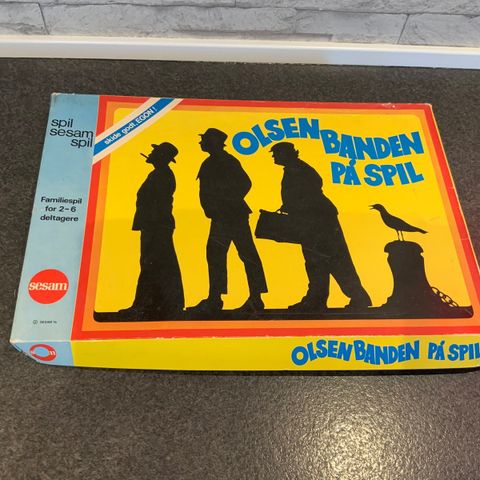 spil
sesam
spil
skide godt, EGON!
OLSEN BANDEN
PÅ SPIL
Familiespil
for 2-6
deltagere
sesam
OLSEN BANDEN PÅ SPIL